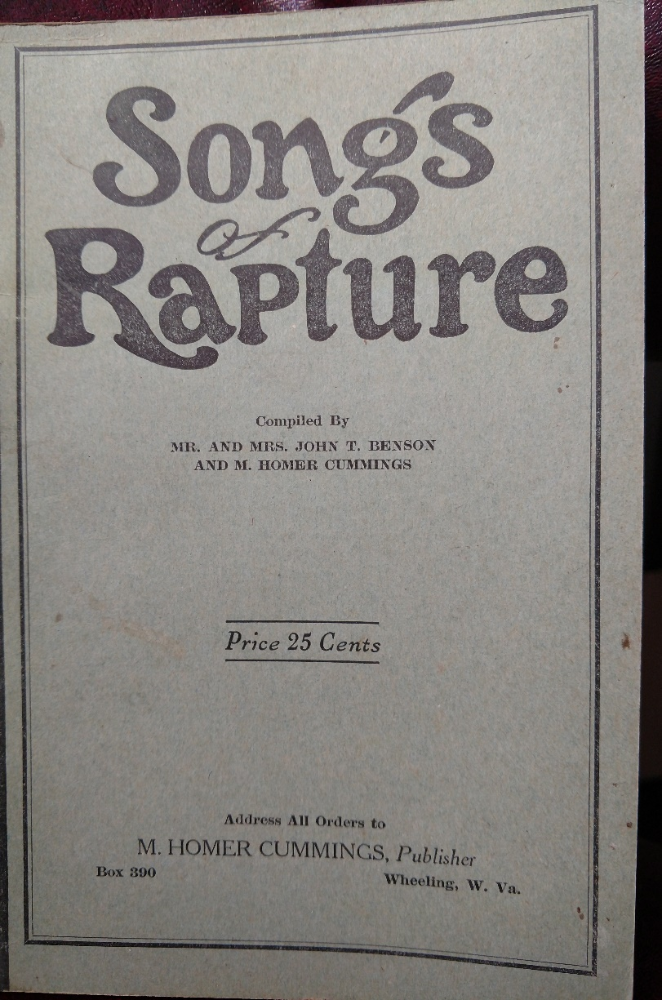 Songs
of
Rapture
Compiled By
MR. AND MRS. JOHN T. BENSON
AND M. HOMER CUMMINGS
Price 25 Cents
Address All Orders to
M. HOMER CUMMINGS, Publisher
Box 390 Wheeling, W. Va.